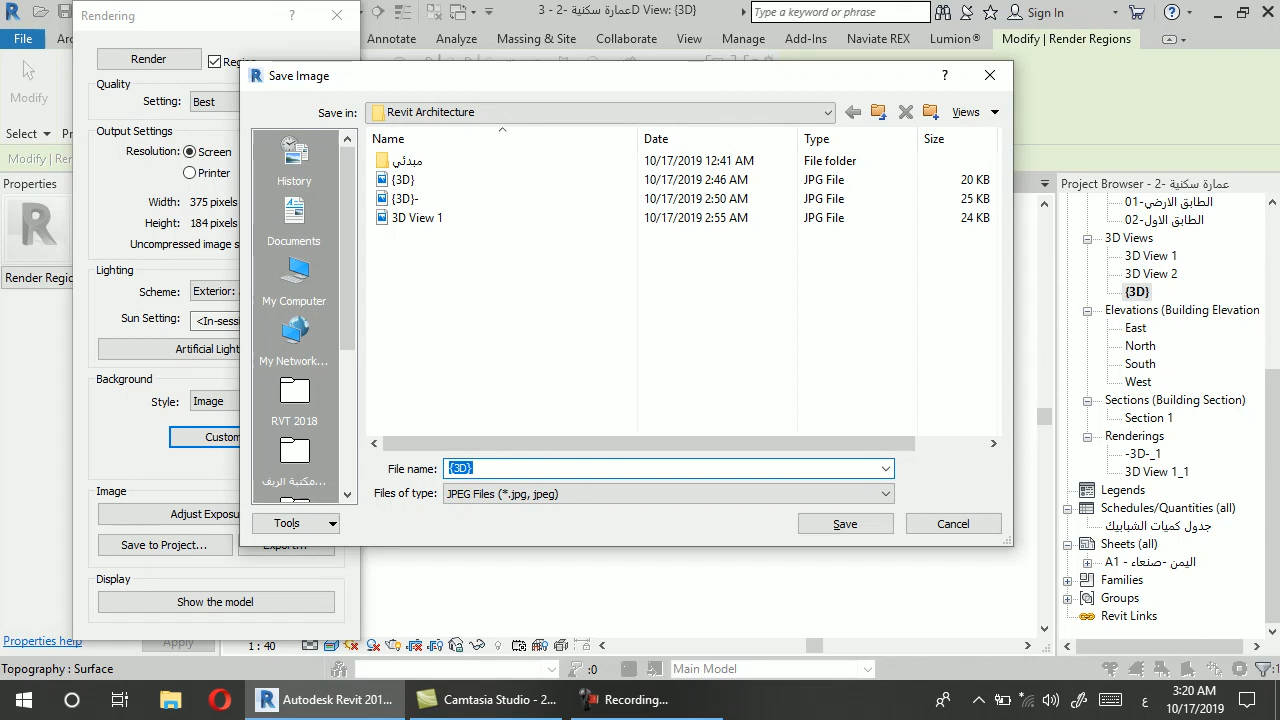 Rendering
عمارة سكنية -2 - 3D View: {3D}
Type a keyword or phrase
Sign In
File
Annotate
Analyze
Massing & Site
Collaborate
View
Manage
Add-Ins
Naviate REX
Lumion®
Modify | Render Regions
Modify
Select
Properties
Render
Quality
Setting:
Best
Output Settings
Resolution:
Screen
Printer
Width:
375 pixels
Height:
184 pixels
Uncompressed image s
Lighting
Scheme:
Exterior:
Sun Setting:
<In-sessi
Artificial Light
Background
Style:
Image
Custom
Image
Adjust Exposu
Save to Project...
Export...
Display
Show the model
Properties help
Apply
Save Image
Save in:
Revit Architecture
Views
History
Documents
My Computer
My Network...
RVT 2018
مكتبة الريف...
Name
Date
Type
Size
مبدئي
10/17/2019 12:41 AM
File folder
{3D}
10/17/2019 2:46 AM
JPG File
20 KB
{3D}-
10/17/2019 2:50 AM
JPG File
25 KB
3D View 1
10/17/2019 2:55 AM
JPG File
24 KB
File name:
{3D}
Files of type:
JPEG Files (*.jpg, jpeg)
Tools
Save
Cancel
Project Browser - عمارة سكنية -2
الطابق الارضي-01
الطابق الاول-02
3D Views
3D View 1
3D View 2
{3D}
Elevations (Building Elevation
East
North
South
West
Sections (Building Section)
Section 1
Renderings
-3D-_1
3D View 1_1
Legends
Schedules/Quantities (all)
جدول كميات الشبابيك
Sheets (all)
A1 - اليمن -صنعاء
Families
Groups
Revit Links
1 : 40
Topography : Surface
:0
Main Model
:1
Autodesk Revit 201...
Camtasia Studio - 2...
Recording...
ع
3:20 AM
10/17/2019